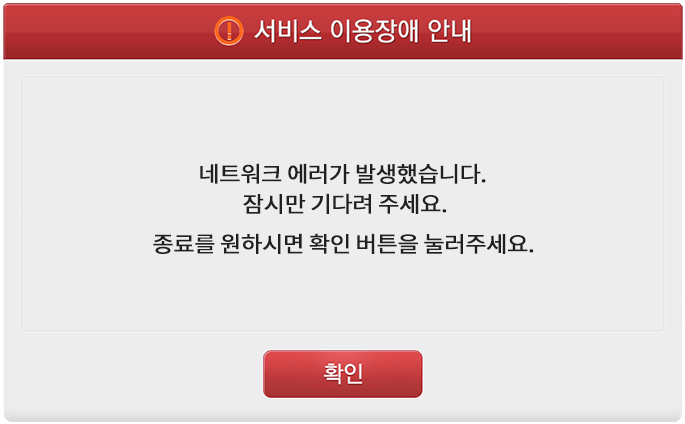 서비스 이용장애 안내
네트워크 에러가 발생했습니다.
잠시만 기다려 주세요.
종료를 원하시면 확인 버튼을 눌러주세요.
확인